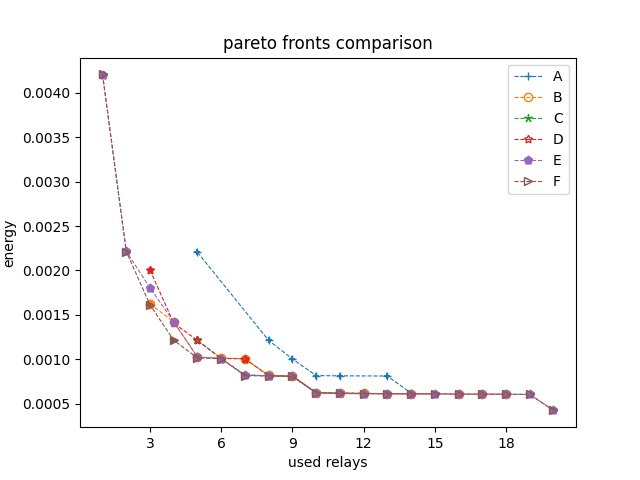 pareto fronts comparison
A
B
C
D
E
F
0.0040
0.0035
0.0030
0.0025
0.0020
0.0015
0.0010
0.0005
energy
3 6 9 12 15 18
used relays